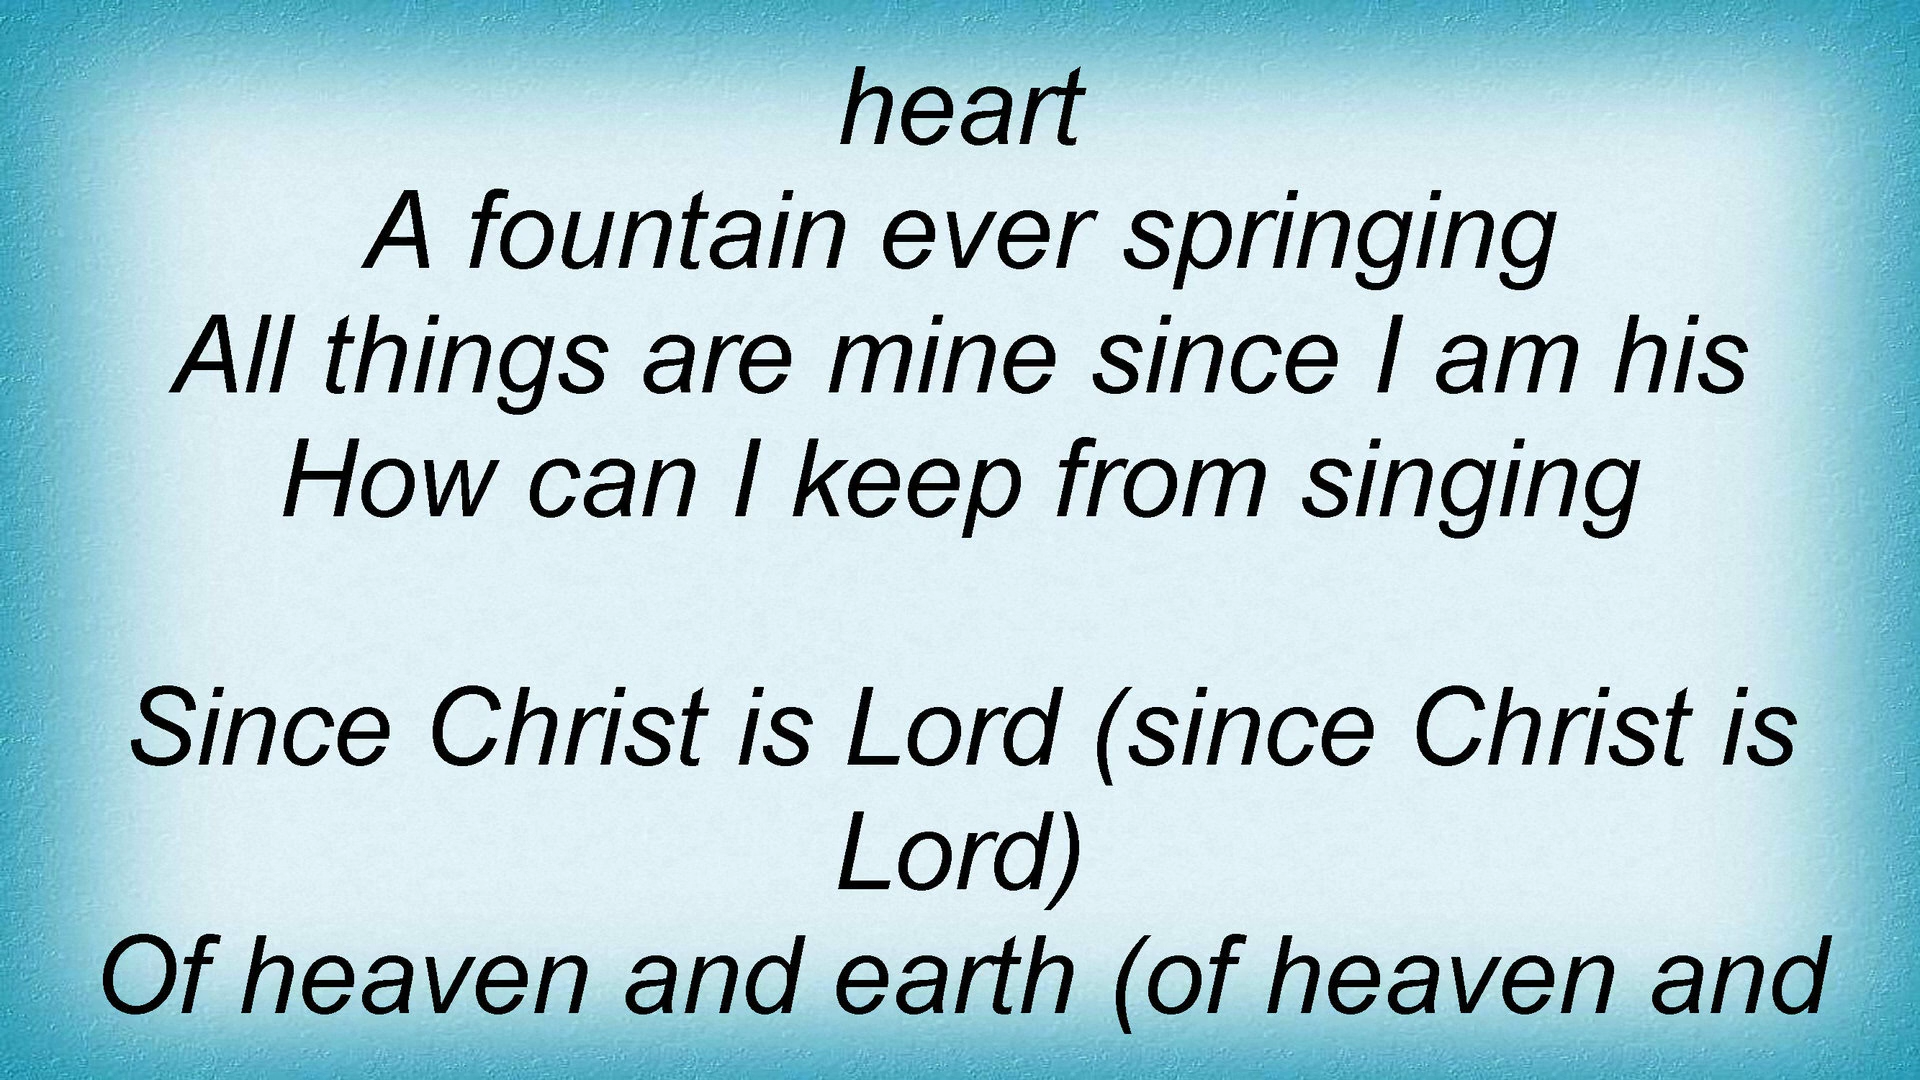 heart
A fountain ever springing
All things are mine since I am his
How can I keep from singing
Since Christ is Lord (since Christ is
Lord)
Of heaven and earth (of heaven and